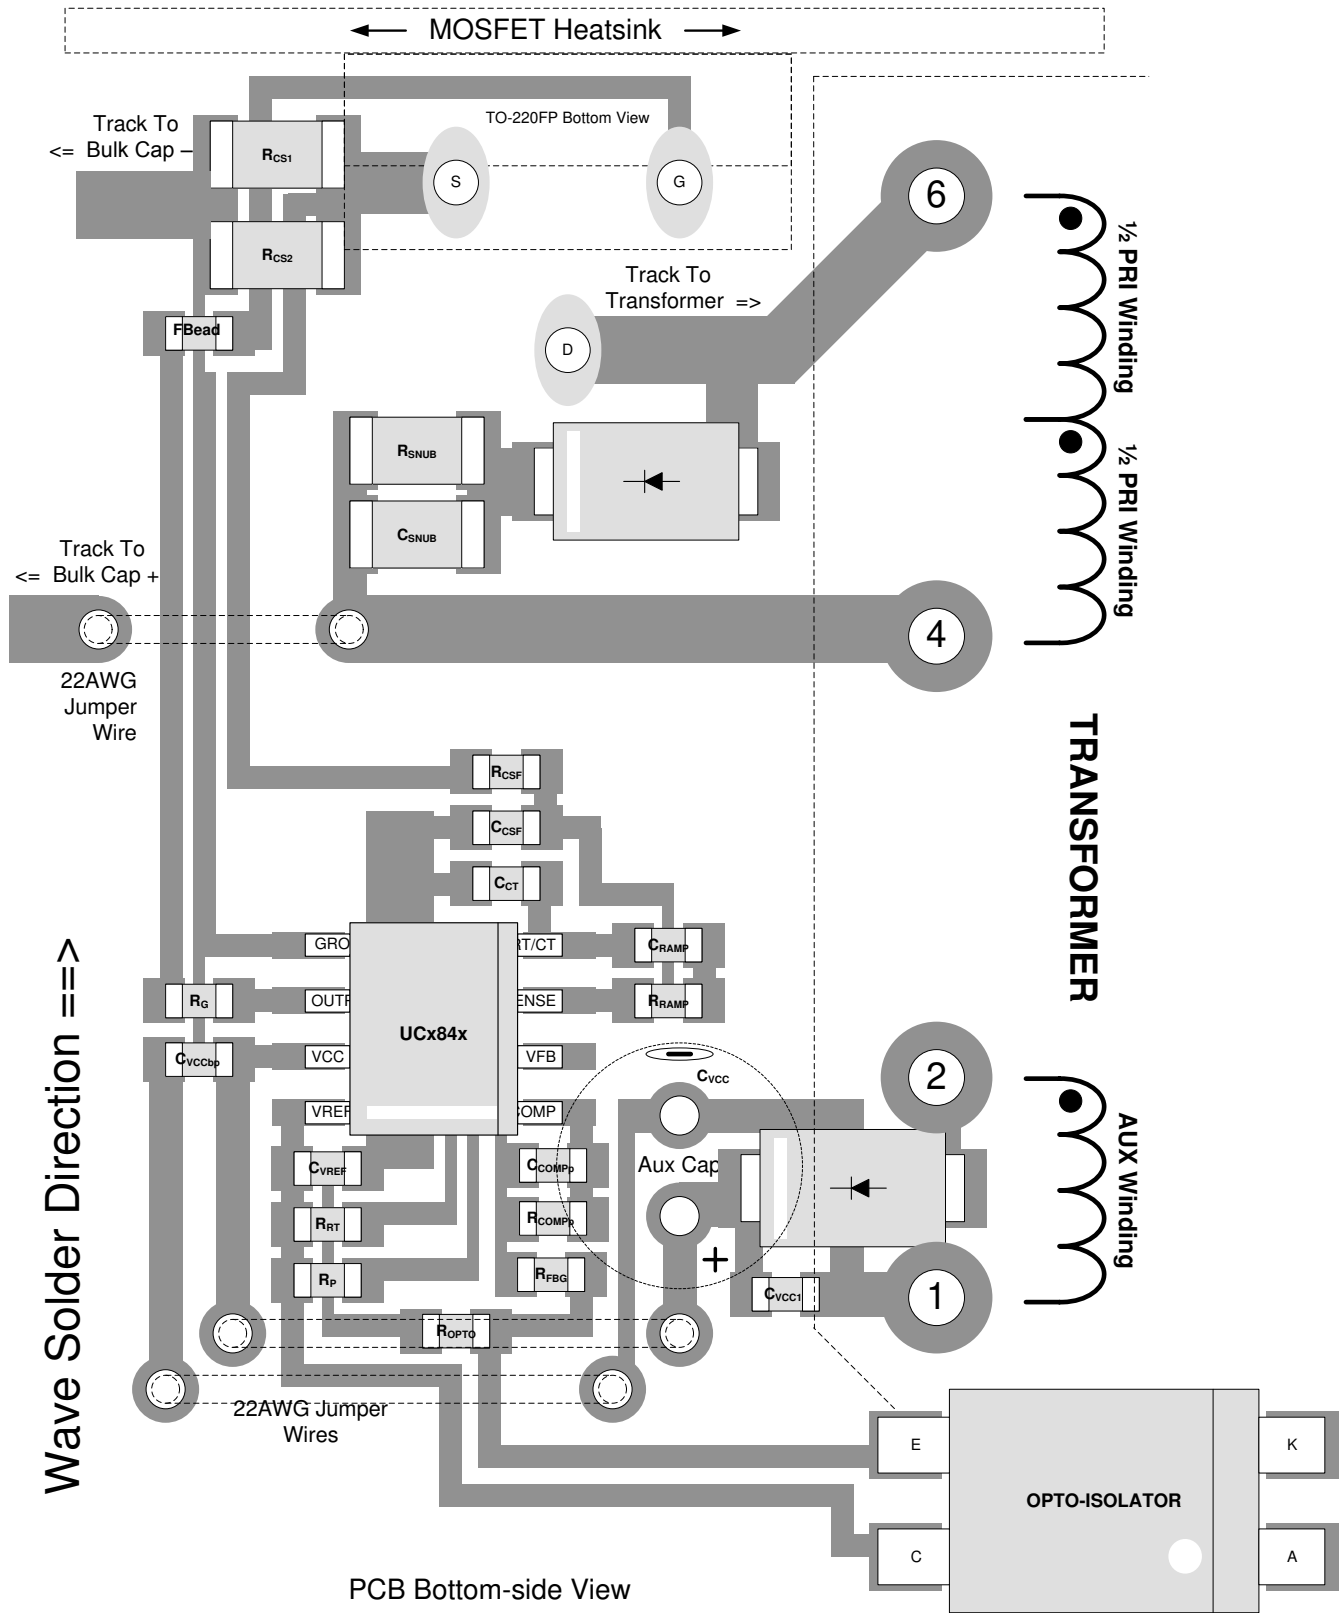 MOSFET Heatsink
TO-220FP Bottom View
Track To
<= Bulk Cap –
RCS1
S
G
6
RCS2
½ PRI Winding
Track To
Transformer =>
FBead
D
RSNUB
½ PRI Winding
CSNUB
Track To
<= Bulk Cap +
4
22AWG
Jumper
Wire
TRANSFORMER
RCSF
CCSF
CCT
GRO
RT/CT
CRAMP
RG
OUTP
ENSE
RRAMP
UCx84x
CVCCbp
VCC
VFB
–
CVCC
2
VREF
COMP
AUX Winding
CVREF
CCOMPp
Aux Cap
RRT
RCOMPp
+
RP
RFBG
CVCC1
1
ROPTO
22AWG Jumper
Wires
Wave Solder Direction ==>
E
K
OPTO-ISOLATOR
C
A
PCB Bottom-side View